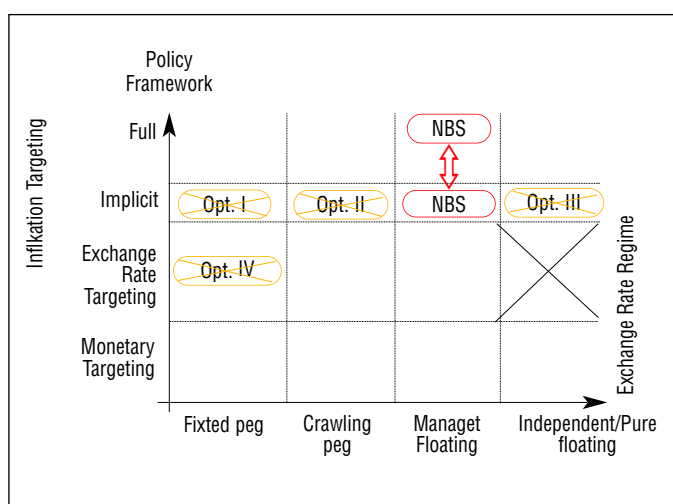 Policy
Framework
Inflkation Targeting
Full
NBS
Implicit
Opt. I
Opt. II
NBS
Opt. III
Exchange
Rate
Targeting
Opt. IV
Monetary
Targeting
Exchange Rate Regime
Fixted peg
Crawling
peg
Managet
Floating
Independent/Pure
floating